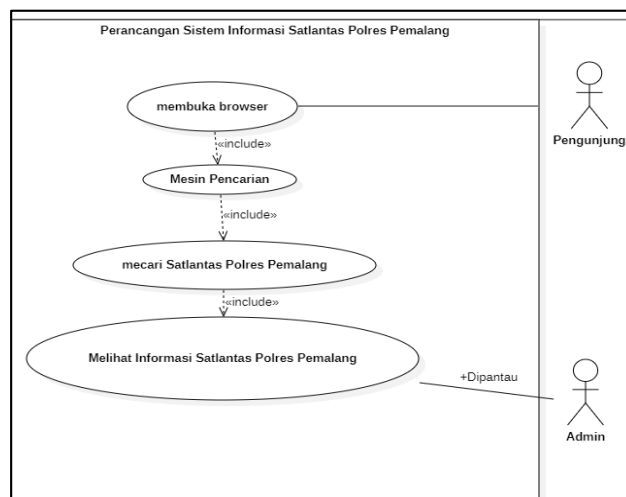 Perancangan Sistem Informasi Satlantas Polres Pemalang
membuka browser
Pengunjung
«include»
Mesin Pencarian
«include»
mecari Satlantas Polres Pemalang
«include»
Melihat Informasi Satlantas Polres Pemalang
+Dipantau
Admin